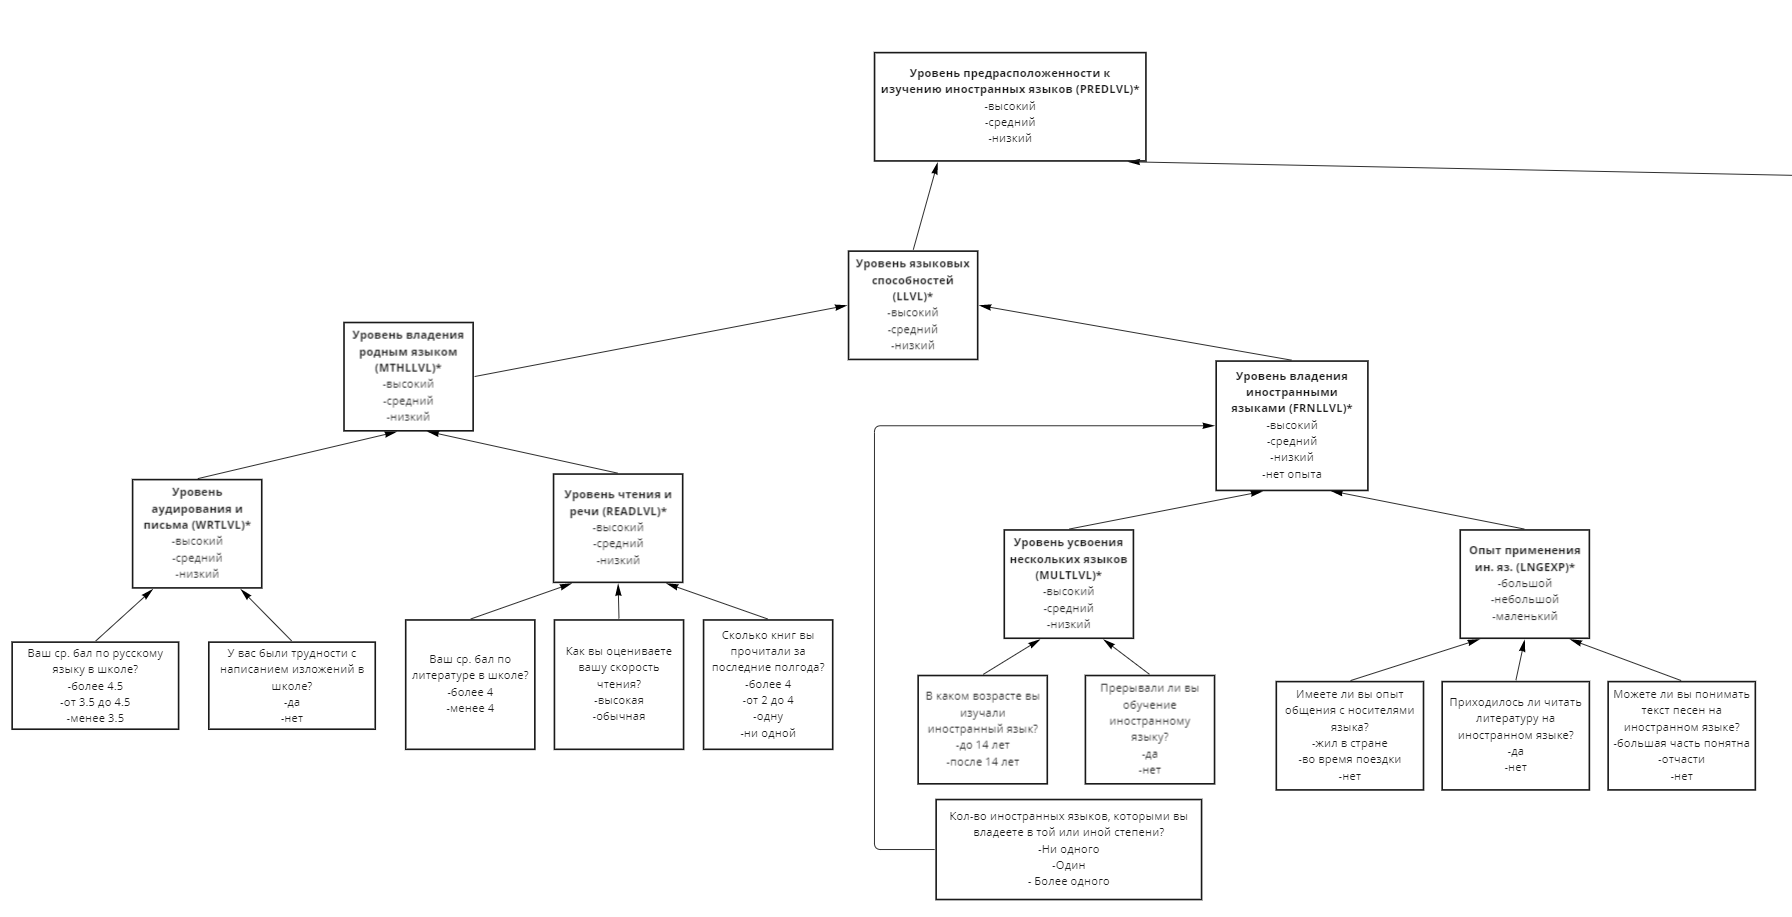 Уровень предрасположенности к
изучению иностранных языков (PREDLVL)*
-высокий
-средний
-низкий
Уровень языковых
способностей
(LLVL)*
-высокий
-средний
-низкий
Уровень владения
родным языком
(MTHLLVL)*
-высокий
-средний
-низкий
Уровень владения
иностранными
языками (FRNLLVL)*
-высокий
-средний
-низкий
-нет опыта
Уровень
аудирования и
письма (WRTLVL)*
-высокий
-средний
-низкий
Уровень чтения и
речи (READLVL)*
-высокий
-средний
-низкий
Уровень усвоения
нескольких языков
(MULTLVL)*
-высокий
-средний
-низкий
Опыт применения
ин. яз. (LNGEXP)*
-большой
-небольшой
-маленький
Ваш ср. бал по русскому
языку в школе?
-более 4.5
-от 3.5 до 4.5
-менее 3.5
У вас были трудности с
написанием изложений в
школе?
-да
-нет
Ваш ср. бал по
литературе в школе?
-более 4
-менее 4
Как вы оцениваете
вашу скорость
чтения?
-высокая
-обычная
Сколько книг вы
прочитали за
последние полгода?
-более 4
-от 2 до 4
-одну
-ни одной
В каком возрасте вы
изучали
иностранный язык?
-до 14 лет
-после 14 лет
Прерывали ли вы
обучение
иностранному
языку?
-да
-нет
Имеете ли вы опыт
общения с носителями
языка?
-жил в стране
-во время поездки
-нет
Приходилось ли читать
литературу на
иностранном языке?
-да
-нет
Можете ли вы понимать
текст песен на
иностранном языке?
-большая часть понятна
-отчасти
-нет
Кол-во иностранных языков, которыми вы
владеете в той или иной степени?
-Ни одного
-Один
- Более одного